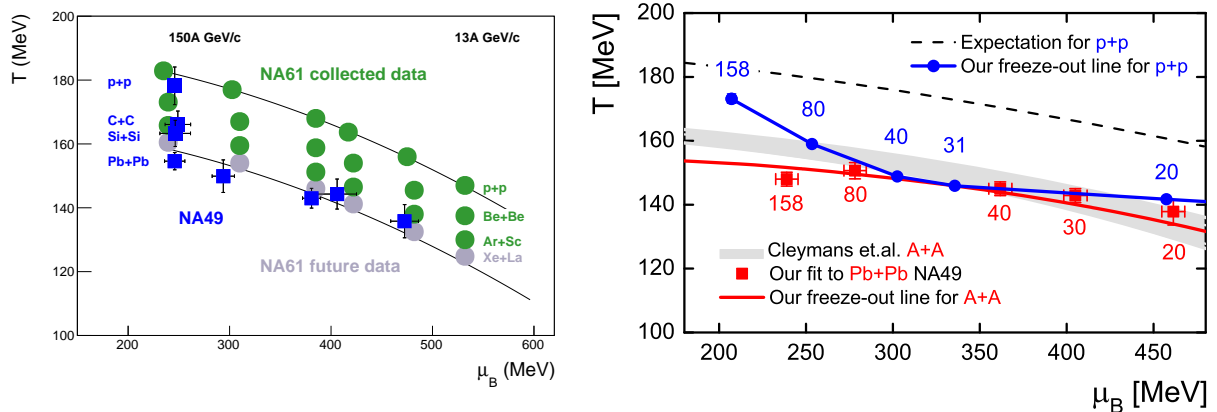 200
180
160
140
120
100
T (MeV)
150A GeV/c
13A GeV/c
NA61 collected data
p+p
C+C
Si+Si
Pb+Pb
NA49
p+p
Be+Be
Ar+Sc
Xe+La
NA61 future data
200
300
400
500
600
μB (MeV)
200
180
160
140
120
100
T [MeV]
Expectation for p+p
Our freeze-out line for p+p
158
80
40
31
20
158
80
40
30
20
Cleymans et.al. A+A
Our fit to Pb+Pb NA49
Our freeze-out line for A+A
200
250
300
350
400
450
μB [MeV]